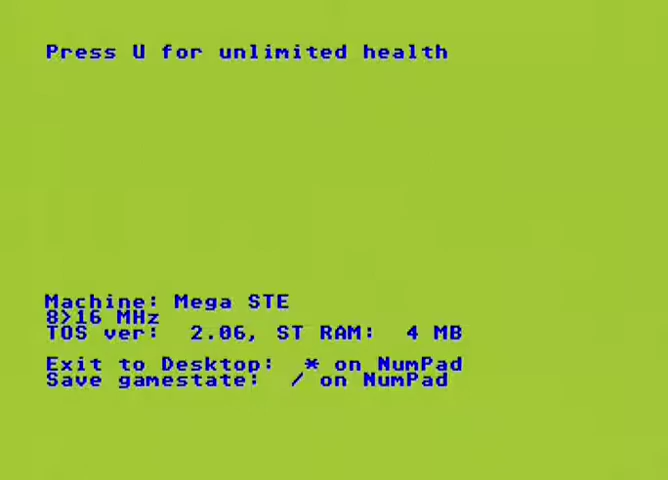 Press U for unlimited health
Machine: Mega STE
8>16 MHz
TOS ver:  2.06, ST RAM:  4 MB
Exit to Desktop:  * on NumPad
Save gamestate:  / on NumPad